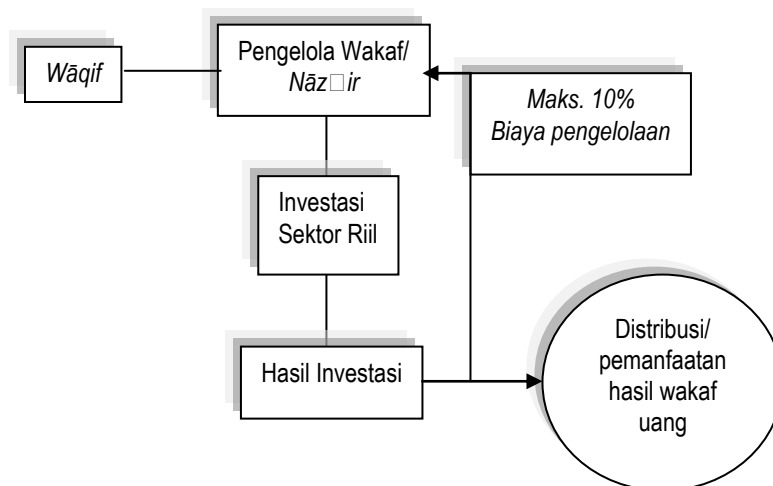 Wāqif
Pengelola Wakaf/
Nāz□ir
Maks. 10%
Biaya pengelolaan
Investasi
Sektor Riil
Hasil Investasi
Distribusi/
pemanfaatan
hasil wakaf
uang